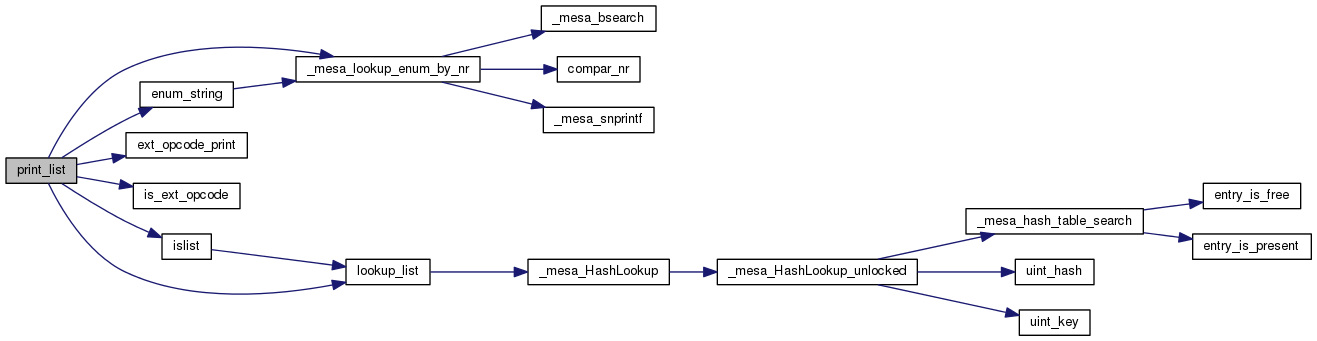 _mesa_bsearch
_mesa_lookup_enum_by_nr
compar_nr
enum_string
_mesa_snprintf
ext_opcode_print
print_list
is_ext_opcode
entry_is_free
_mesa_hash_table_search
islist
entry_is_present
lookup_list
_mesa_HashLookup
_mesa_HashLookup_unlocked
uint_hash
uint_key